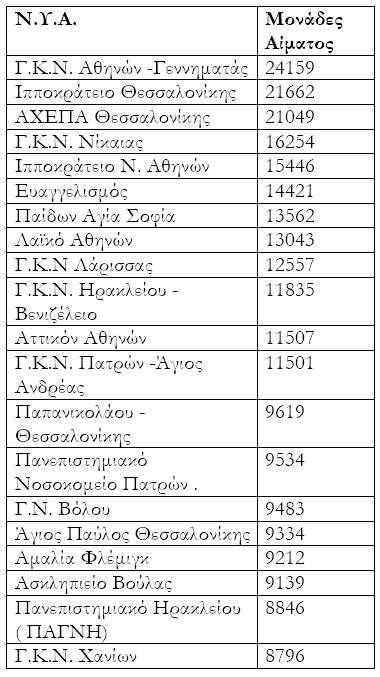 Ν.Υ.Α. Μονάδες
Αίματος
Γ.Κ.Ν. Αθηνών -Γεννηματάς 24159
Ιπποκράτειο Θεσσαλονίκης 21662
ΑΧΕΠΑ Θεσσαλονίκης 21049
Γ.Κ.Ν. Νίκαιας 16254
Ιπποκράτειο Ν. Αθηνών 15446
Ευαγγελισμός 14421
Παίδων Αγία Σοφία 13562
Λαϊκό Αθηνών 13043
Γ.Κ.Ν Λάρισσας 12557
Γ.Κ.Ν. Ηρακλείου - 11835
Βενιζέλειο
Αττικόν Αθηνών 11507
Γ.Κ.Ν. Πατρών -Άγιος 11501
Ανδρέας
Παπανικολάου - 9619
Θεσσαλονίκης
Πανεπιστημιακό 9534
Νοσοκομείο Πατρών .
Γ.Ν. Βόλου 9483
Άγιος Παύλος Θεσσαλονίκης 9334
Αμαλία Φλέμιγκ 9212
Ασκληπιείο Βούλας 9139
Πανεπιστημιακό Ηρακλείου 8846
( ΠΑΓΝΗ)
Γ.Κ.Ν. Χανίων 8796